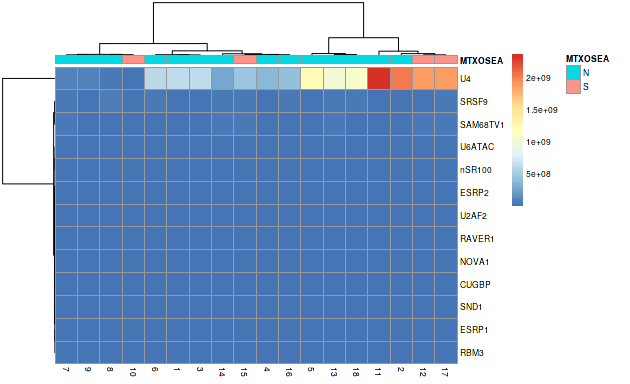 MTXOSEA
U4
SRSF9
SAM68TV1
U6ATAC
nSR100
ESRP2
U2AF2
RAVER1
NOVA1
CUGBP
SND1
ESRP1
RBM3
7 9 8 10 6 1 3 14 15 4 16 5 13 18 11 2 12 17
2e+09
1.5e+09
1e+09
5e+08
MTXOSEA
N
S